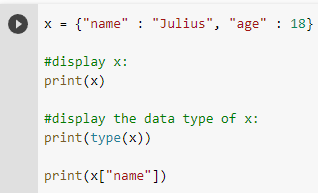 x = {"name" : "Julius", "age" : 18}
#display x:
print(x)
#display the data type of x:
print(type(x))
print(x["name"])